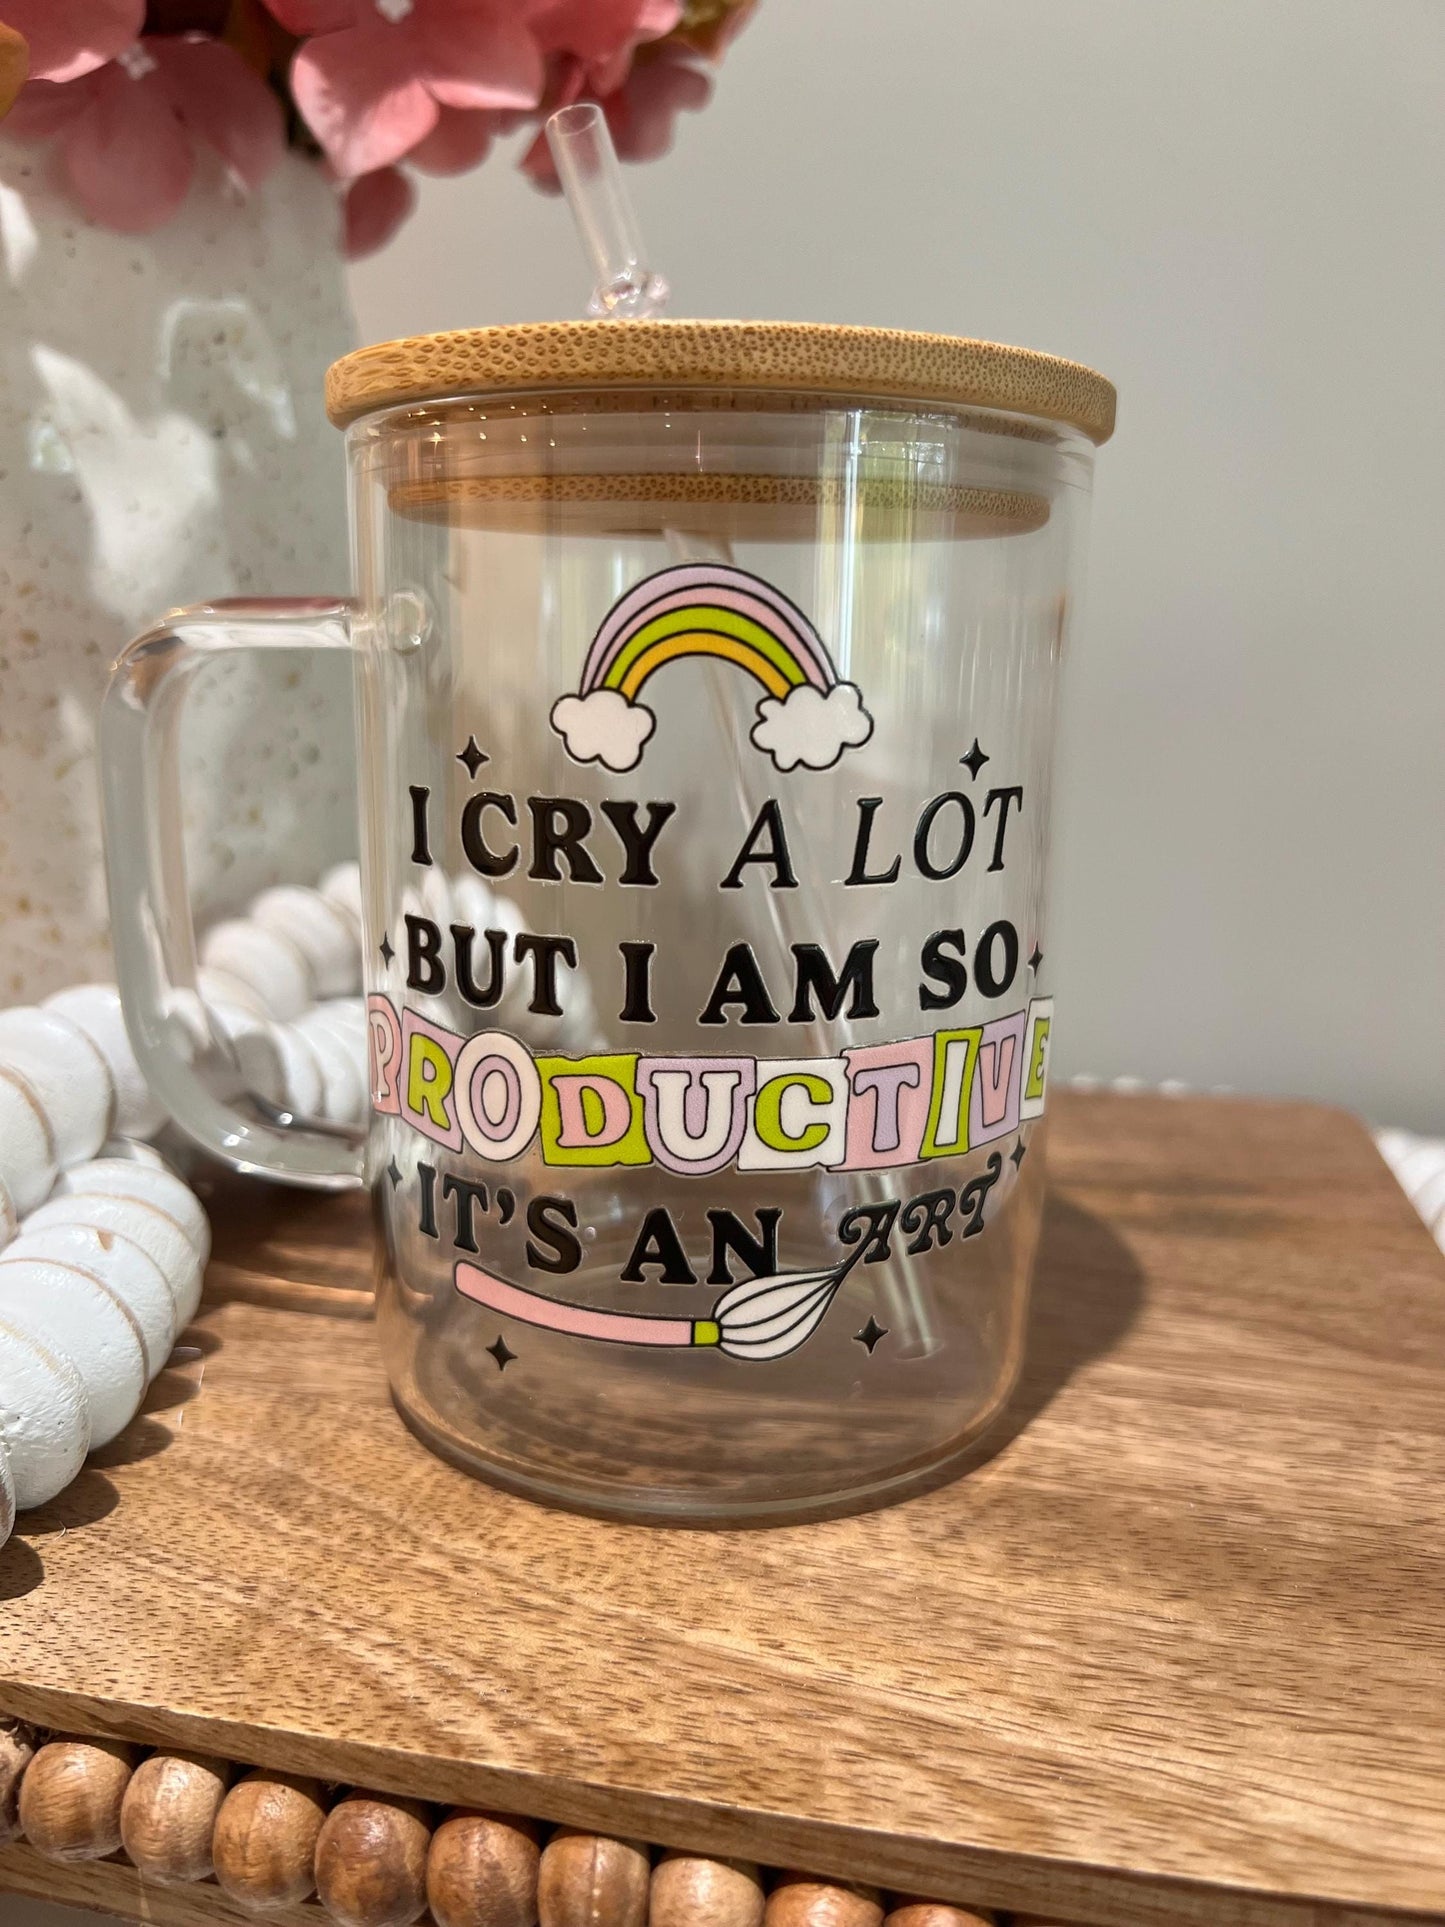 I CRY A LOT
BUT I AM SO
PRODUCTIVE
IT'S AN ART